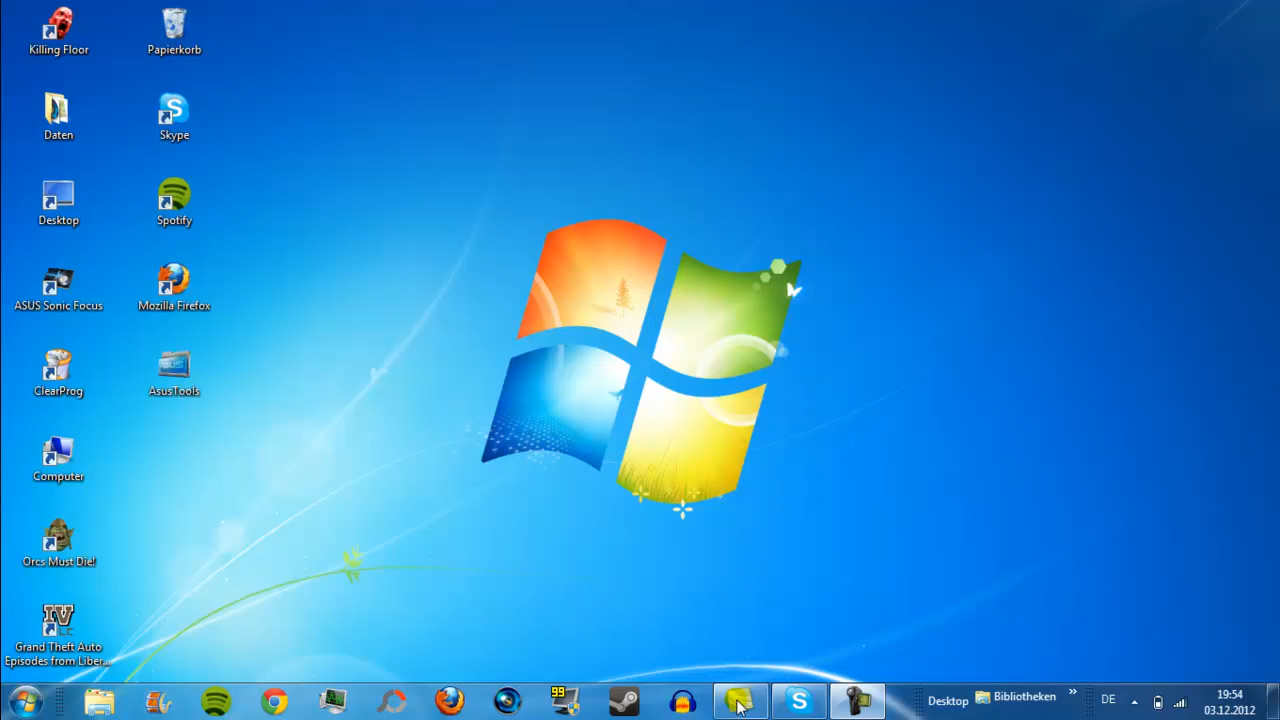 Killing Floor
Papierkorb
Daten
Skype
Desktop
Spotify
ASUS Sonic Focus
Mozilla Firefox
ClearProg
AsusTools
Computer
Orcs Must Die!
Grand Theft Auto
Episodes from Liber...
99
Desktop
Bibliotheken
»
DE
19:54
03.12.2012